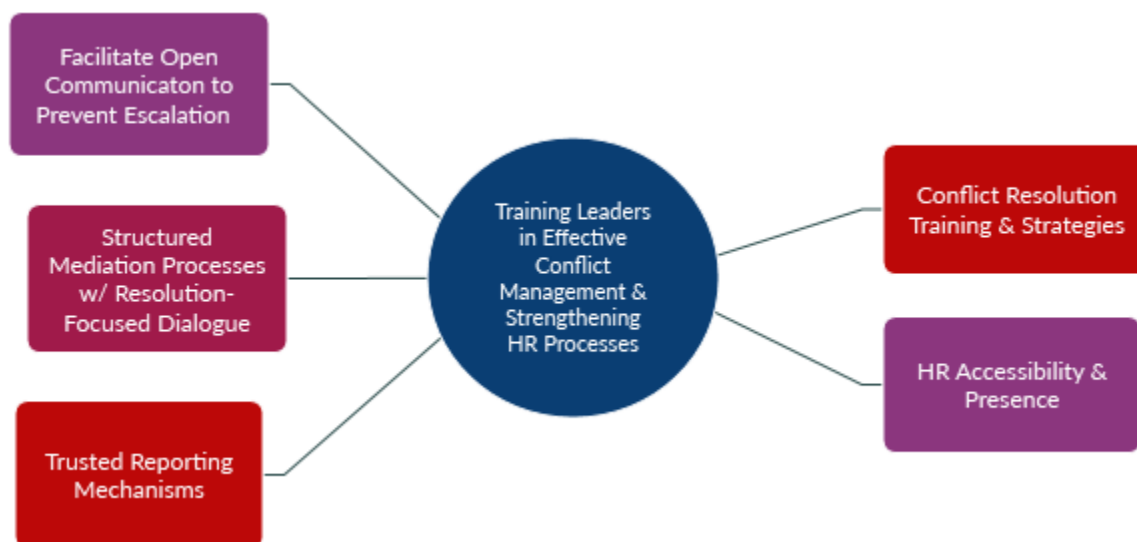 Facilitate Open
Communicaton to
Prevent Escalation
Structured
Mediation Processes
w/ Resolution-
Focused Dialogue
Trusted Reporting
Mechanisms
Training Leaders
in Effective
Conflict
Management &
Strengthening
HR Processes
Conflict Resolution
Training & Strategies
HR Accessibility &
Presence